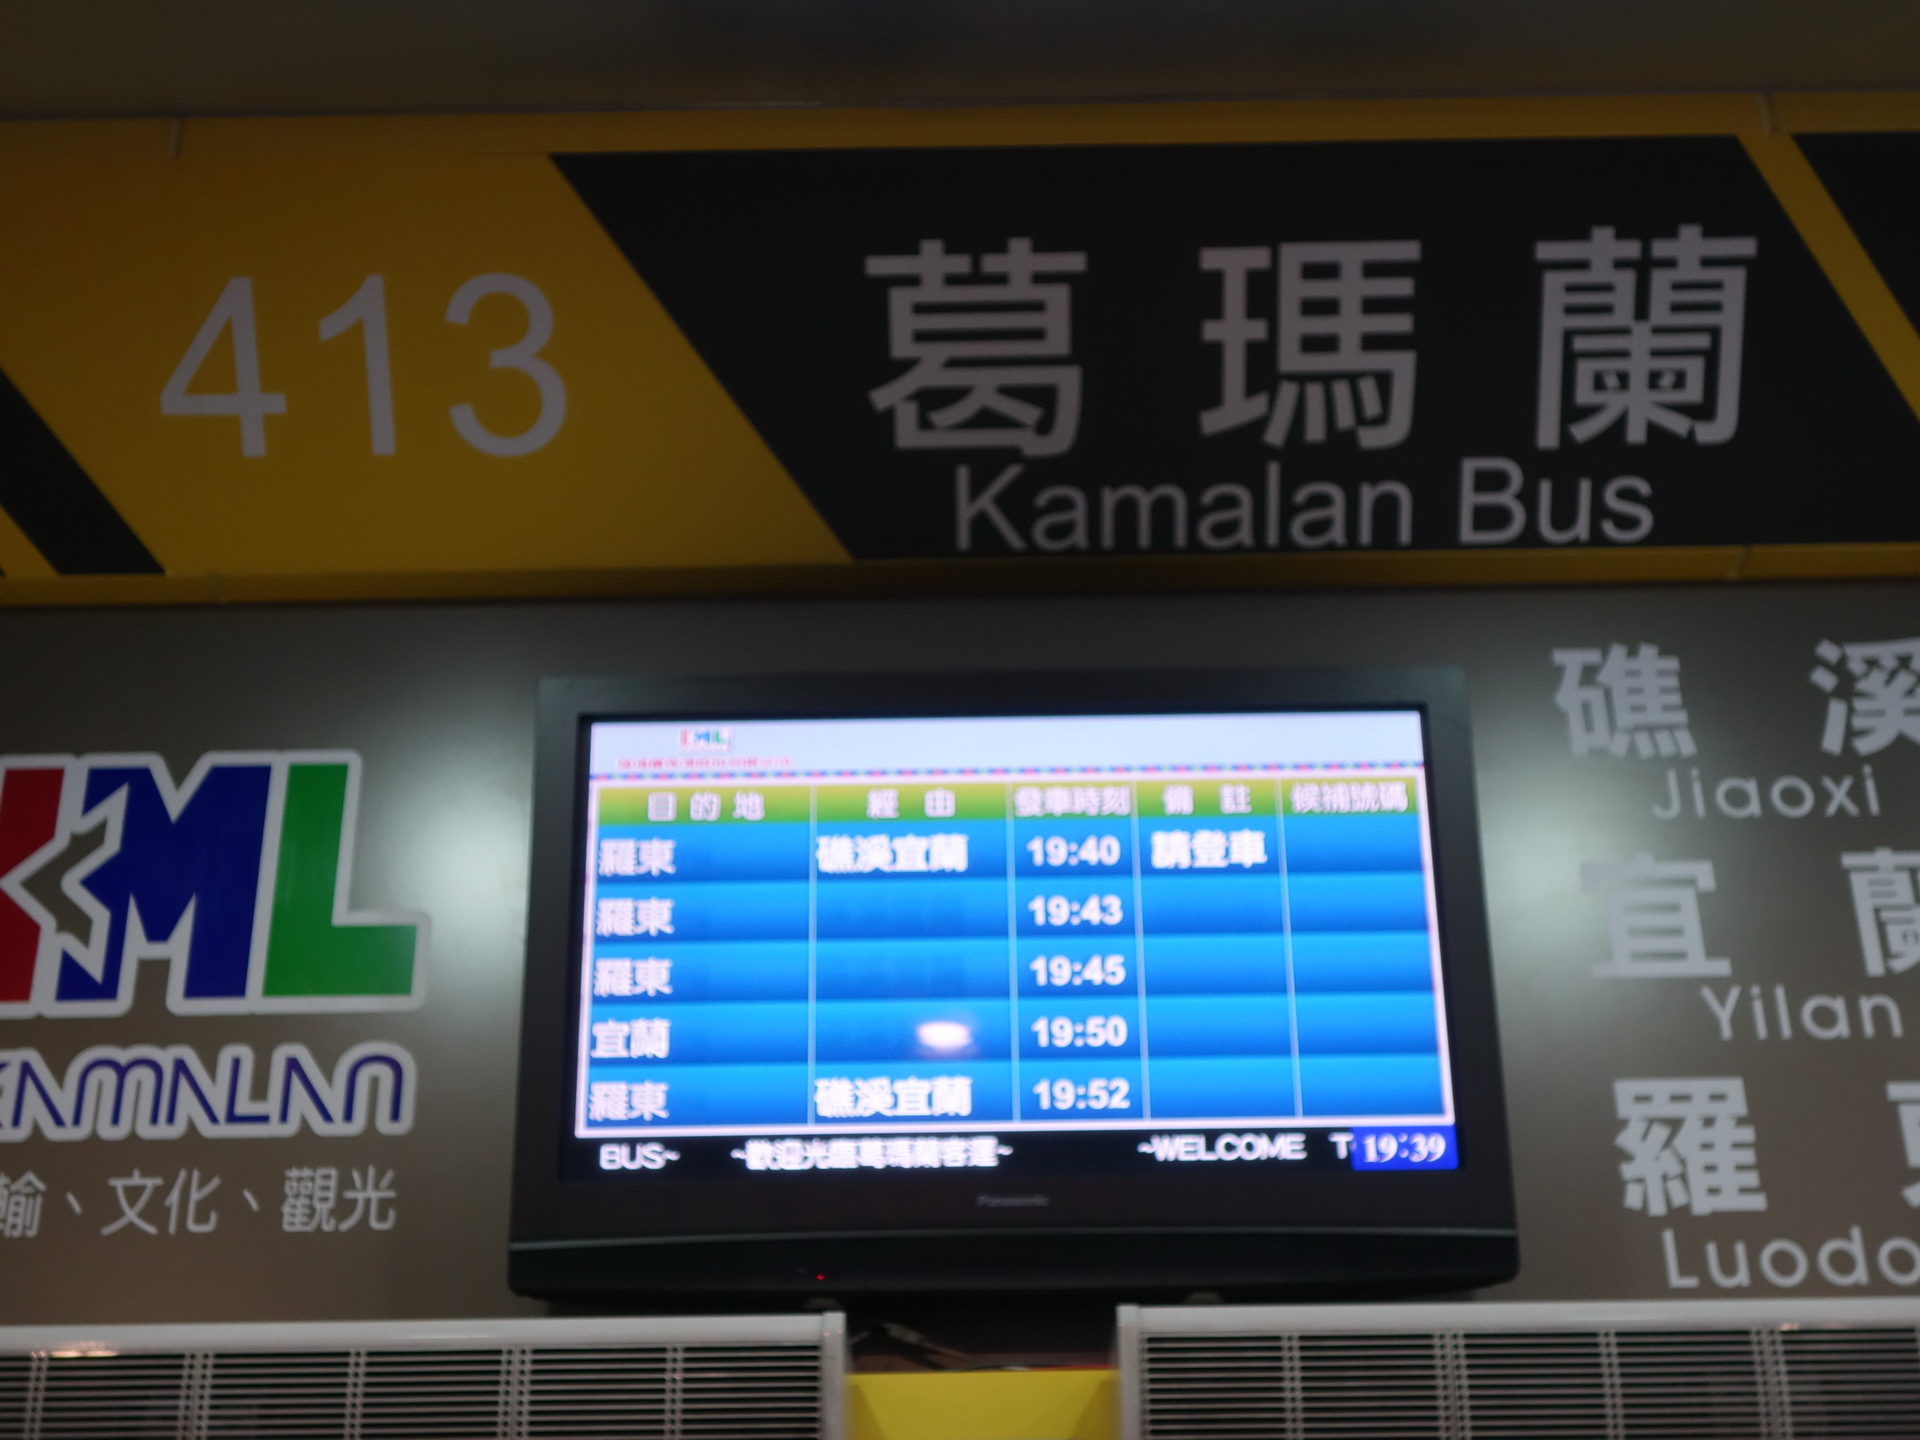 413
葛瑪蘭
Kamalan Bus
礁溪
Jiaoxi
宜蘭
Yilan
羅
Luodo
KML
KAMALAN
輸、文化、觀光
KML
目的地 經由 發車時刻 備註 候補號碼
羅東 礁溪宜蘭 19:40 請登車
羅東 19:43
羅東 19:45
宜蘭 19:50
羅東 礁溪宜蘭 19:52
BUS~ ~歡迎光臨葛瑪蘭客運~ ~WELCOME T 19:39
Panasonic